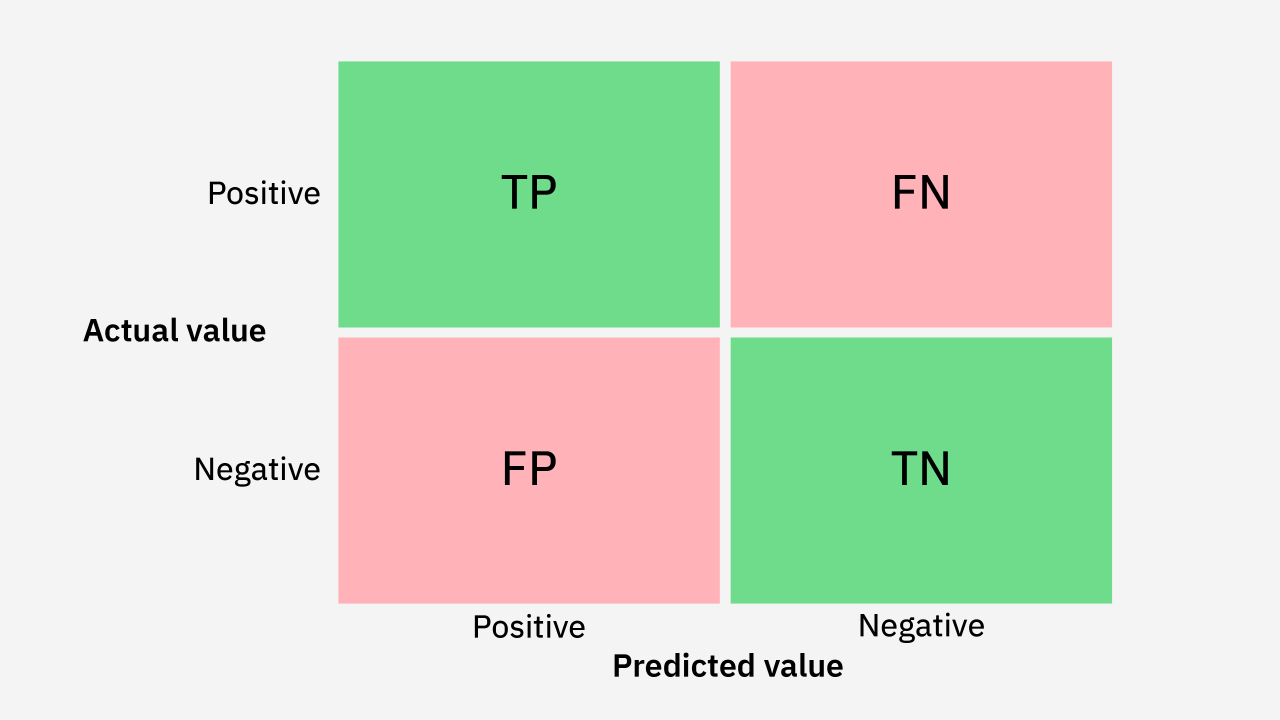 TP
FN
Positive
Actual value
FP
TN
Negative
Positive
Negative
Predicted value